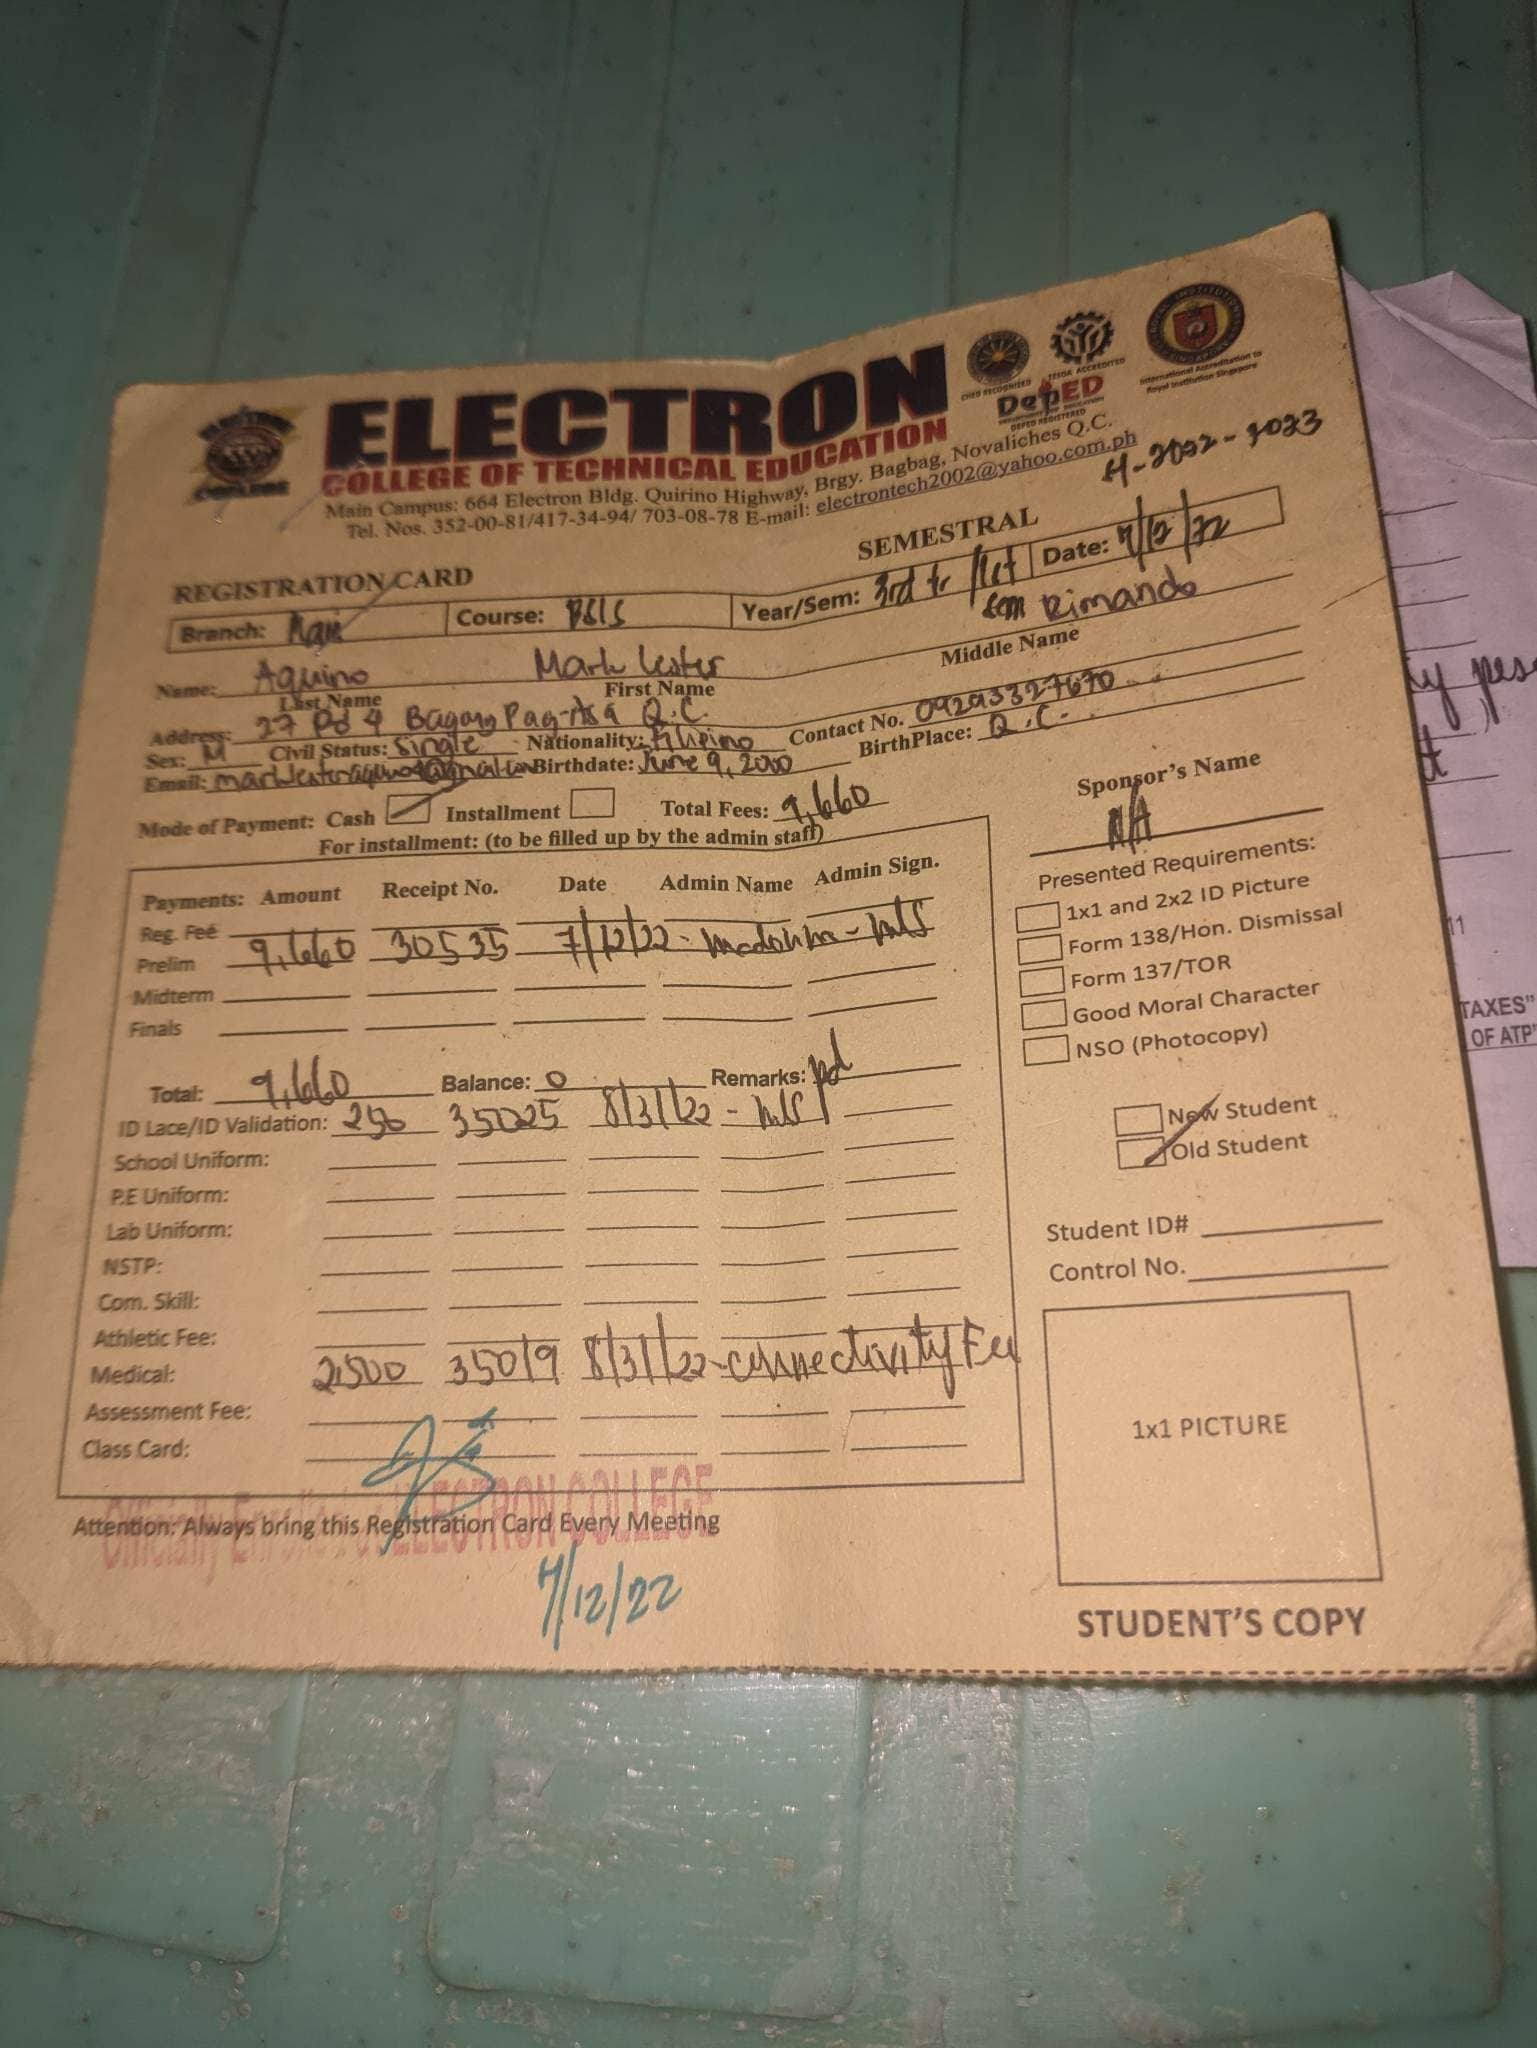 ELECTRON
COLLEGE OF TECHNICAL EDUCATION
Main Campus: 664 Electron Bldg. Quirino Highway, Brgy. Bagbag, Novaliches Q.C.
Tel. Nos. 352-00-81/417-34-94/ 703-08-78 E-mail: electrontech2002@yahoo.com.ph
CHED RECOGNIZED
TESDA ACCREDITED
DepED
DEPED REGISTERED
International Accreditation to
Royal Institution Singapore
2022-2023
REGISTRATION CARD SEMESTRAL
Branch: Main Course: BSIS Year/Sem: 3rd yr /1st sem Date: 7/12/22
Name: Aquino Mark Lester Rimando
Last Name First Name Middle Name
Address: 27 Rd 4 Bagong Pag-Asa Q.C. Contact No. 09293327670
Sex: M Civil Status: Single Nationality: Filipino BirthPlace: Q.C.
Email: Birthdate: June 9, 2000
Mode of Payment: Cash Installment Total Fees: 9,660
Sponsor's Name
N/A
For installment: (to be filled up by the admin staff)
Payments: Amount Receipt No. Date Admin Name Admin Sign.
Reg. Fee
Prelim 9,660 30535 7/12/22 - Madonna - mls
Midterm
Finals
Total: 9,660 Balance: 0 Remarks: pd
ID Lace/ID Validation: 250 35025 8/31/22 - mls
School Uniform:
P.E Uniform:
Lab Uniform:
NSTP:
Com. Skill:
Athletic Fee:
Medical: 2,500 35019 8/31/22 - connectivity Fee
Assessment Fee:
Class Card:
Presented Requirements:
1x1 and 2x2 ID Picture
Form 138/Hon. Dismissal
Form 137/TOR
Good Moral Character
NSO (Photocopy)
New Student
Old Student
Student ID#
Control No.
1x1 PICTURE
Officially Enrolled ELECTRON COLLEGE
Attention: Always bring this Registration Card Every Meeting
7/12/22
STUDENT'S COPY
11
TAXES"
OF ATP"